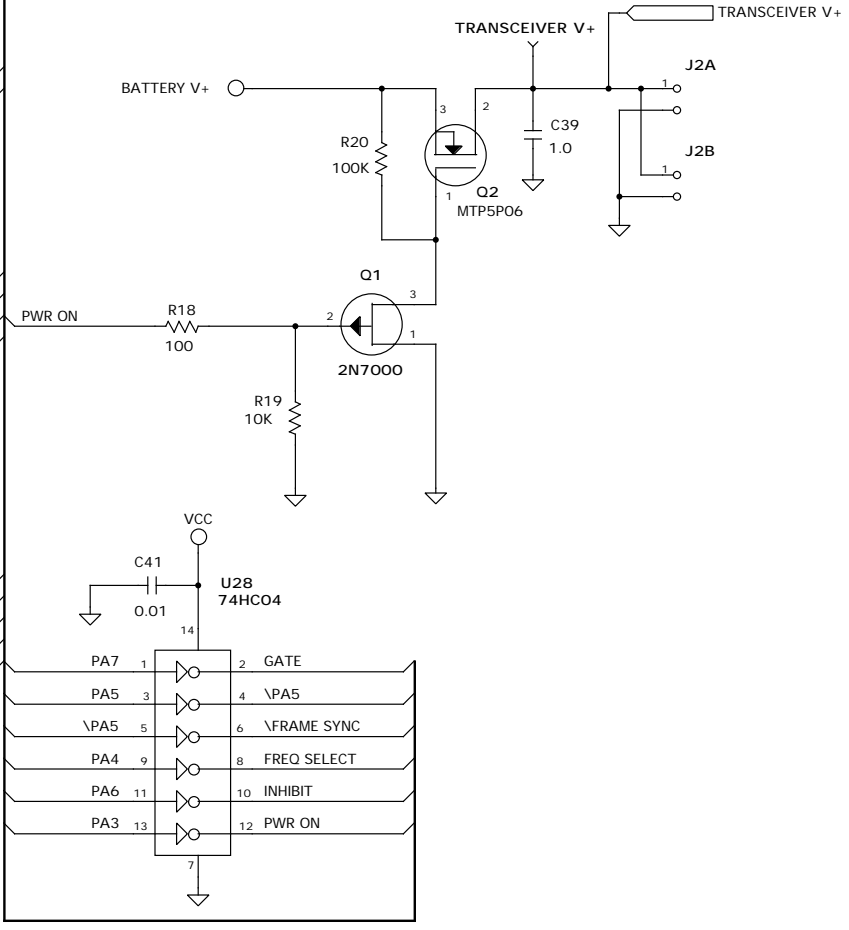 TRANSCEIVER V+
TRANSCEIVER V+
J2A
BATTERY V+
1
3
2
C39
1.0
R20
100K
J2B
1
Q2
1
MTP5P06
Q1
3
PWR ON
R18
2
100
1
2N7000
R19
10K
VCC
C41
U28
74HC04
0.01
14
PA7 1 2 GATE
PA5 3 4 \PA5
\PA5 5 6 \FRAME SYNC
PA4 9 8 FREQ SELECT
PA6 11 10 INHIBIT
PA3 13 12 PWR ON
7